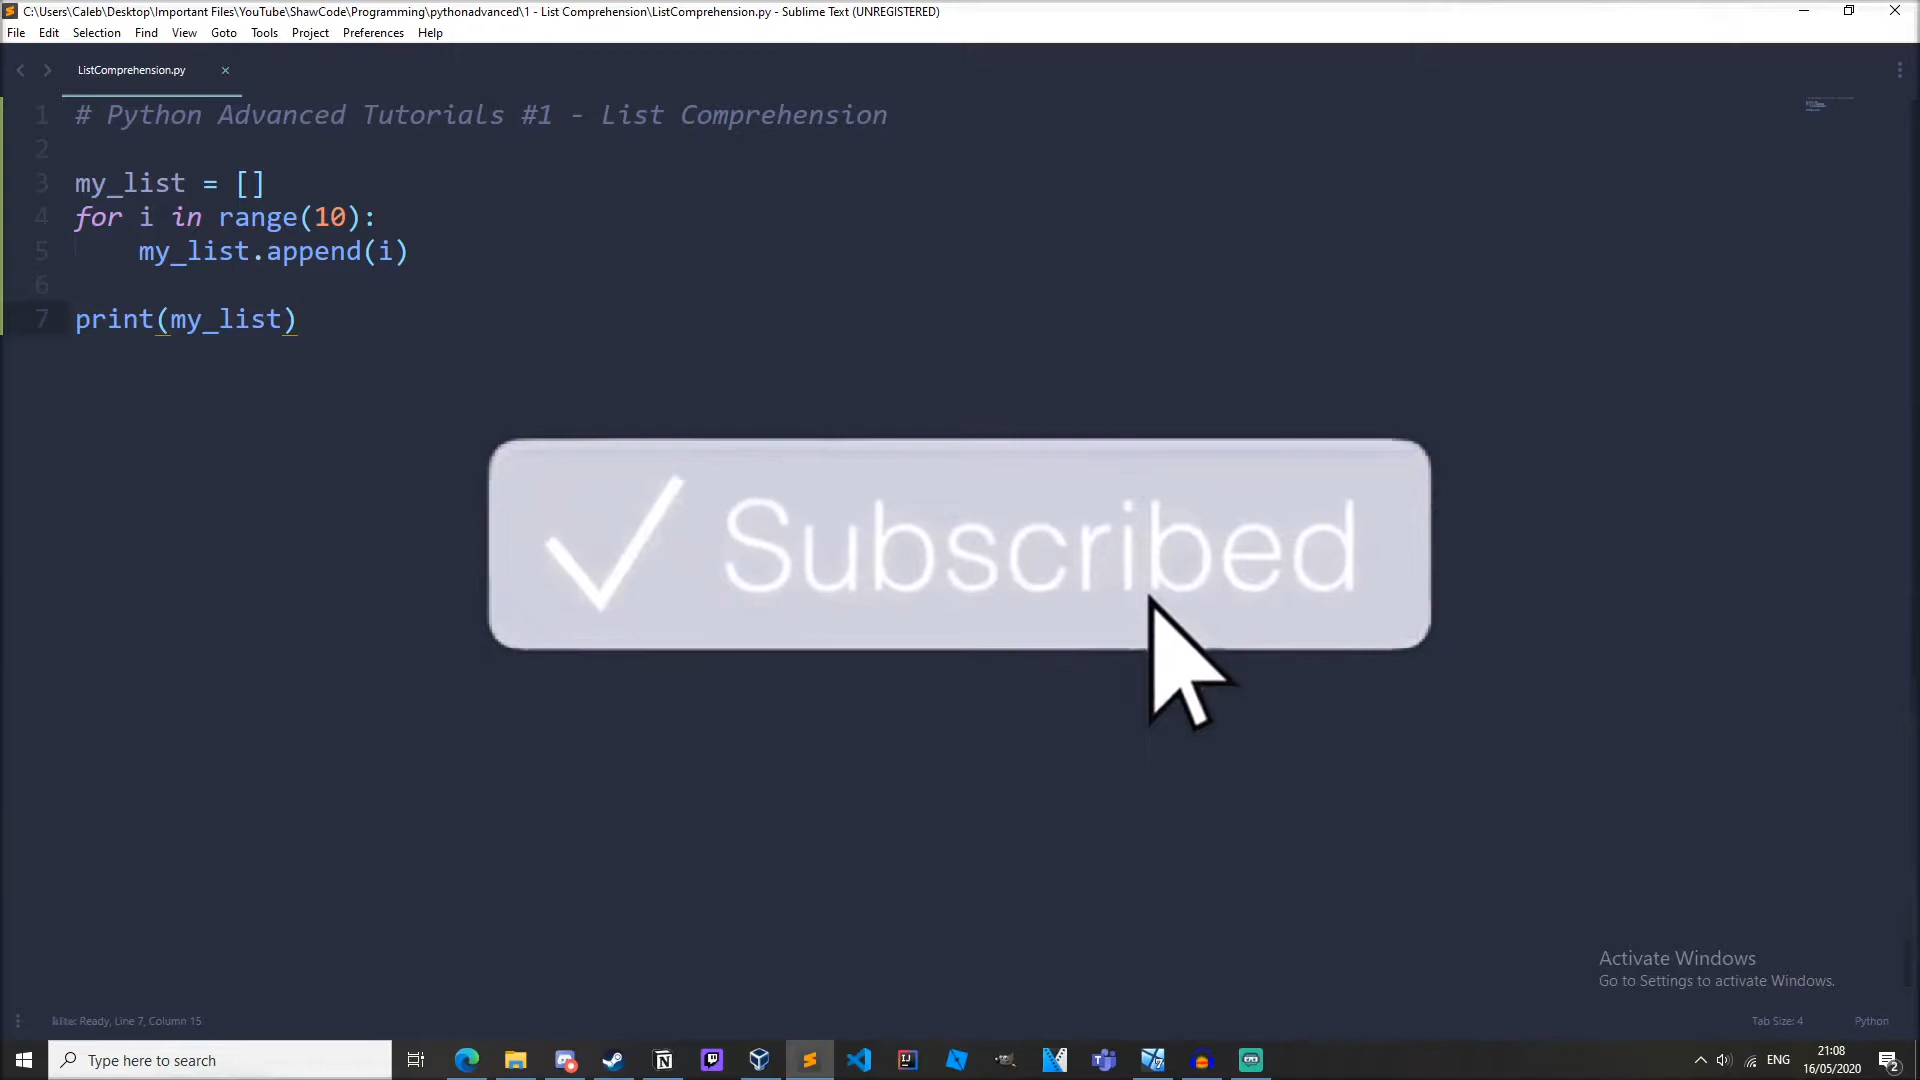 C:\Users\Caleb\Desktop\Important Files\YouTube\ShawCode\Programming\pythonadvanced\1 - List Comprehension\ListComprehension.py - Sublime Text (UNREGISTERED)
File Edit Selection Find View Goto Tools Project Preferences Help
ListComprehension.py
1 # Python Advanced Tutorials #1 - List Comprehension
2
3 my_list = []
4 for i in range(10):
5 my_list.append(i)
6
7 print(my_list)
Subscribed
Activate Windows
Go to Settings to activate Windows.
Ready, Line 7, Column 15
Tab Size: 4
Python
Type here to search
ENG
21:08
16/05/2020
2